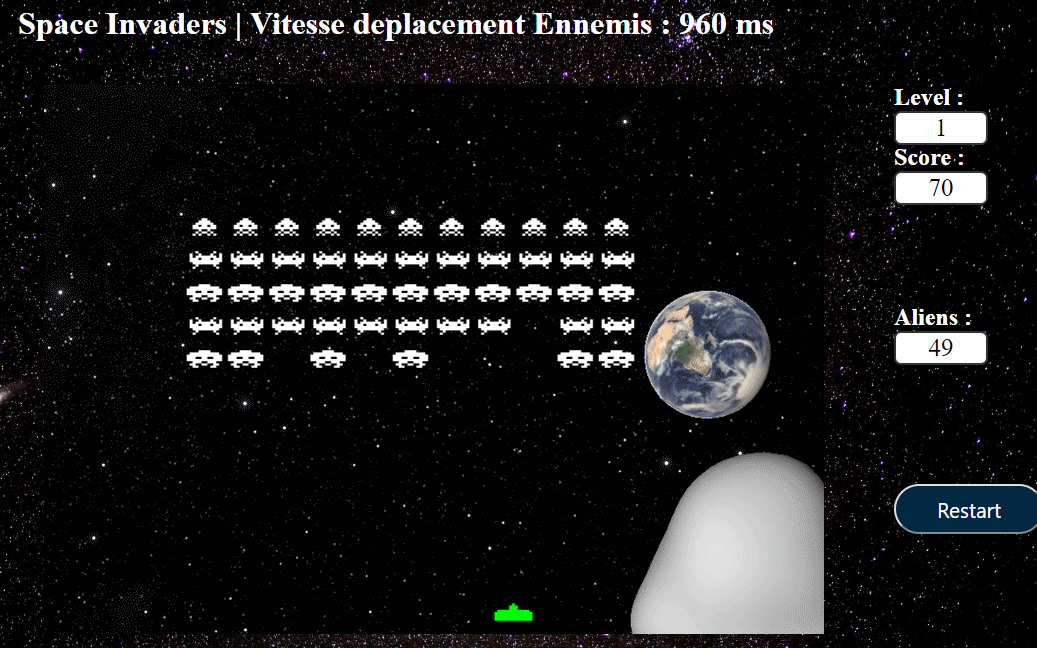 Space Invaders | Vitesse deplacement Ennemis : 960 ms
Level :
1
Score :
70
Aliens :
49
Restart